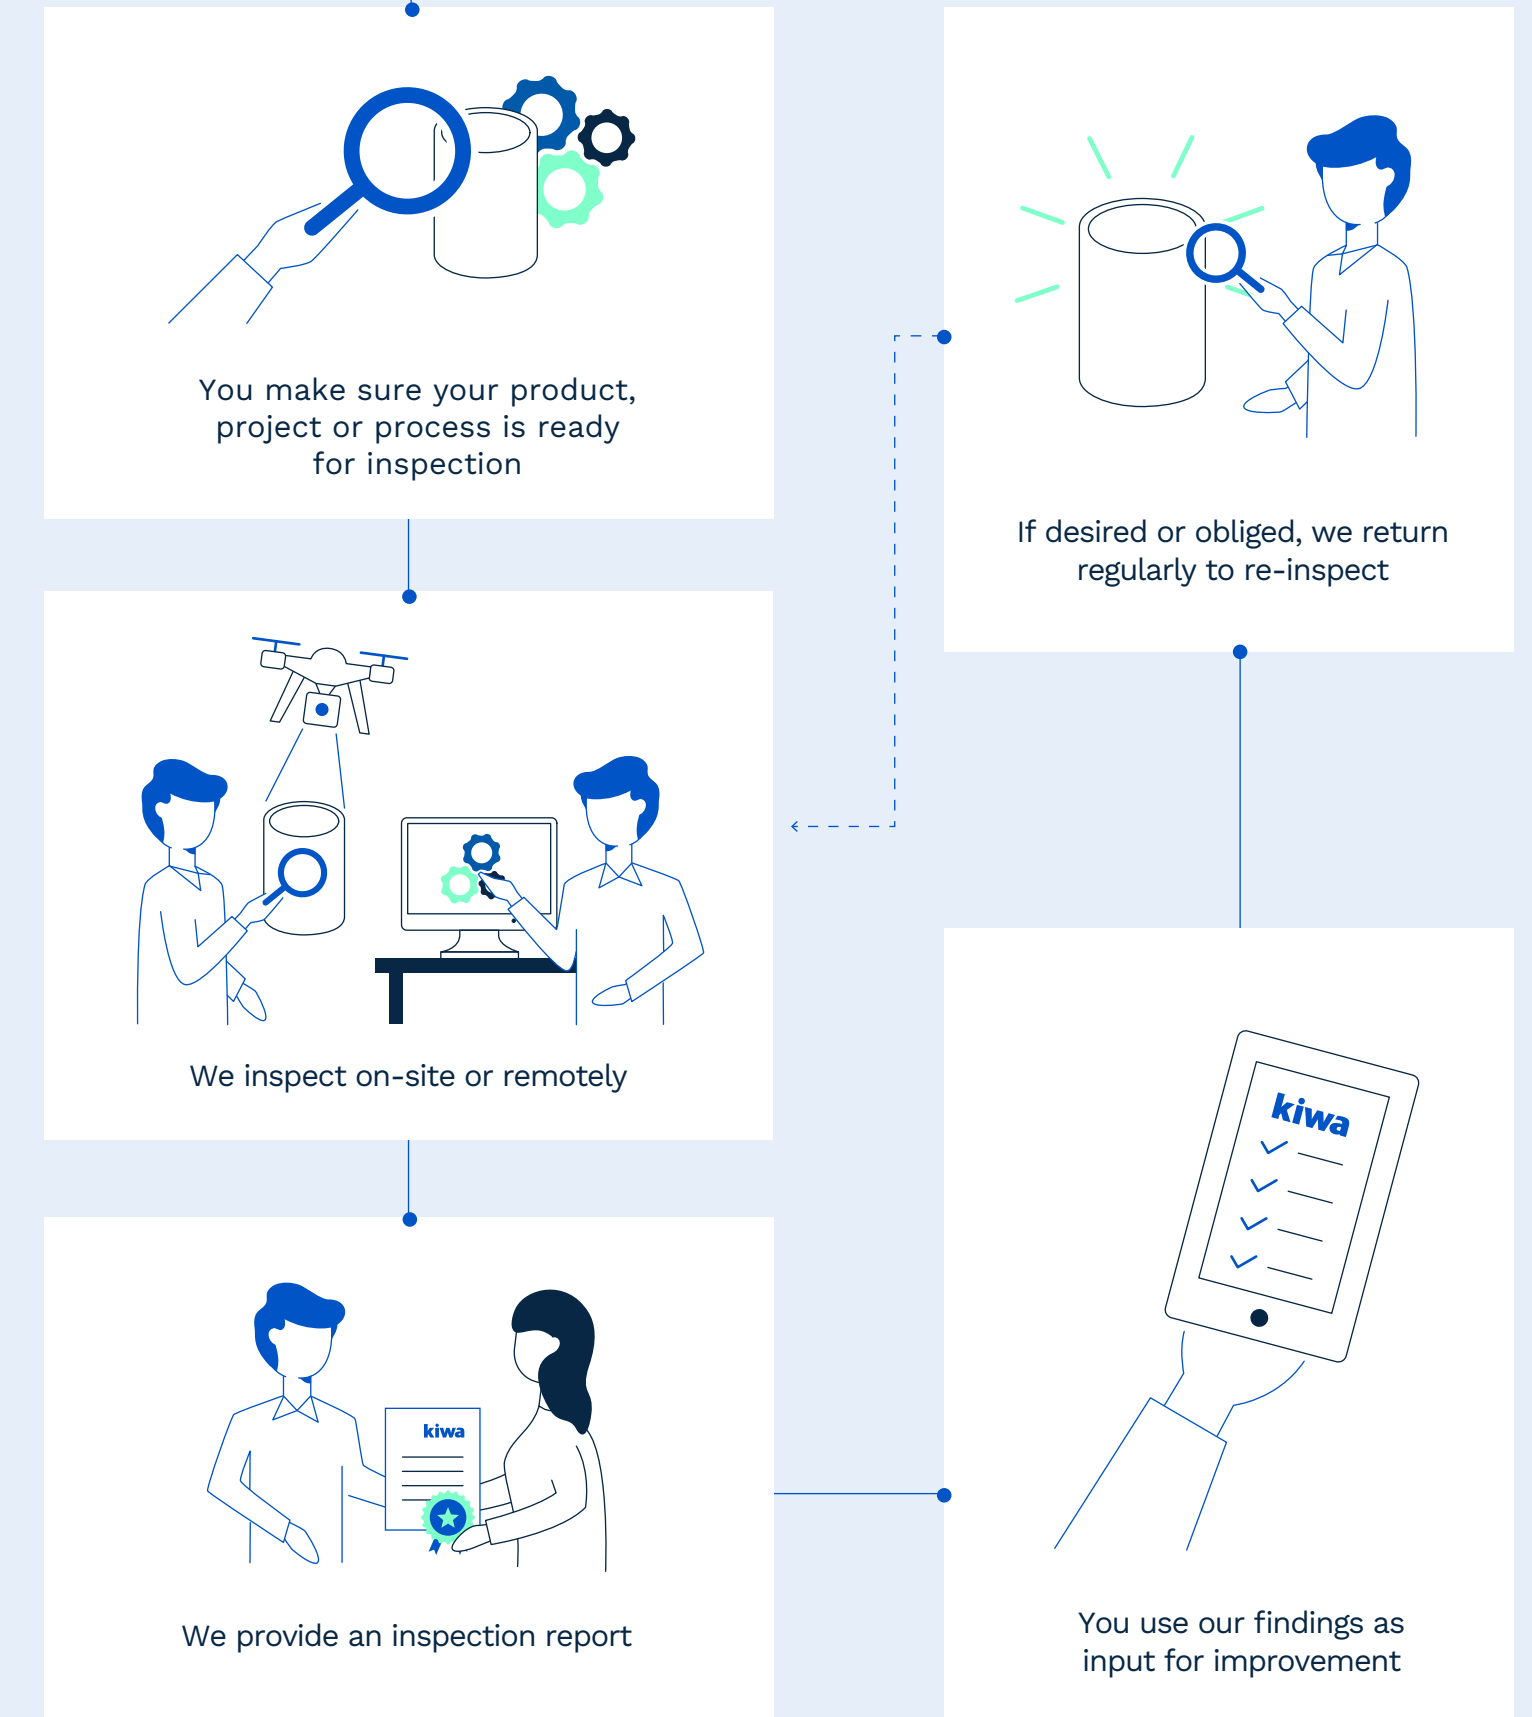 You make sure your product,
project or process is ready
for inspection
We inspect on-site or remotely
kiwa
We provide an inspection report
kiwa
You use our findings as
input for improvement
If desired or obliged, we return
regularly to re-inspect